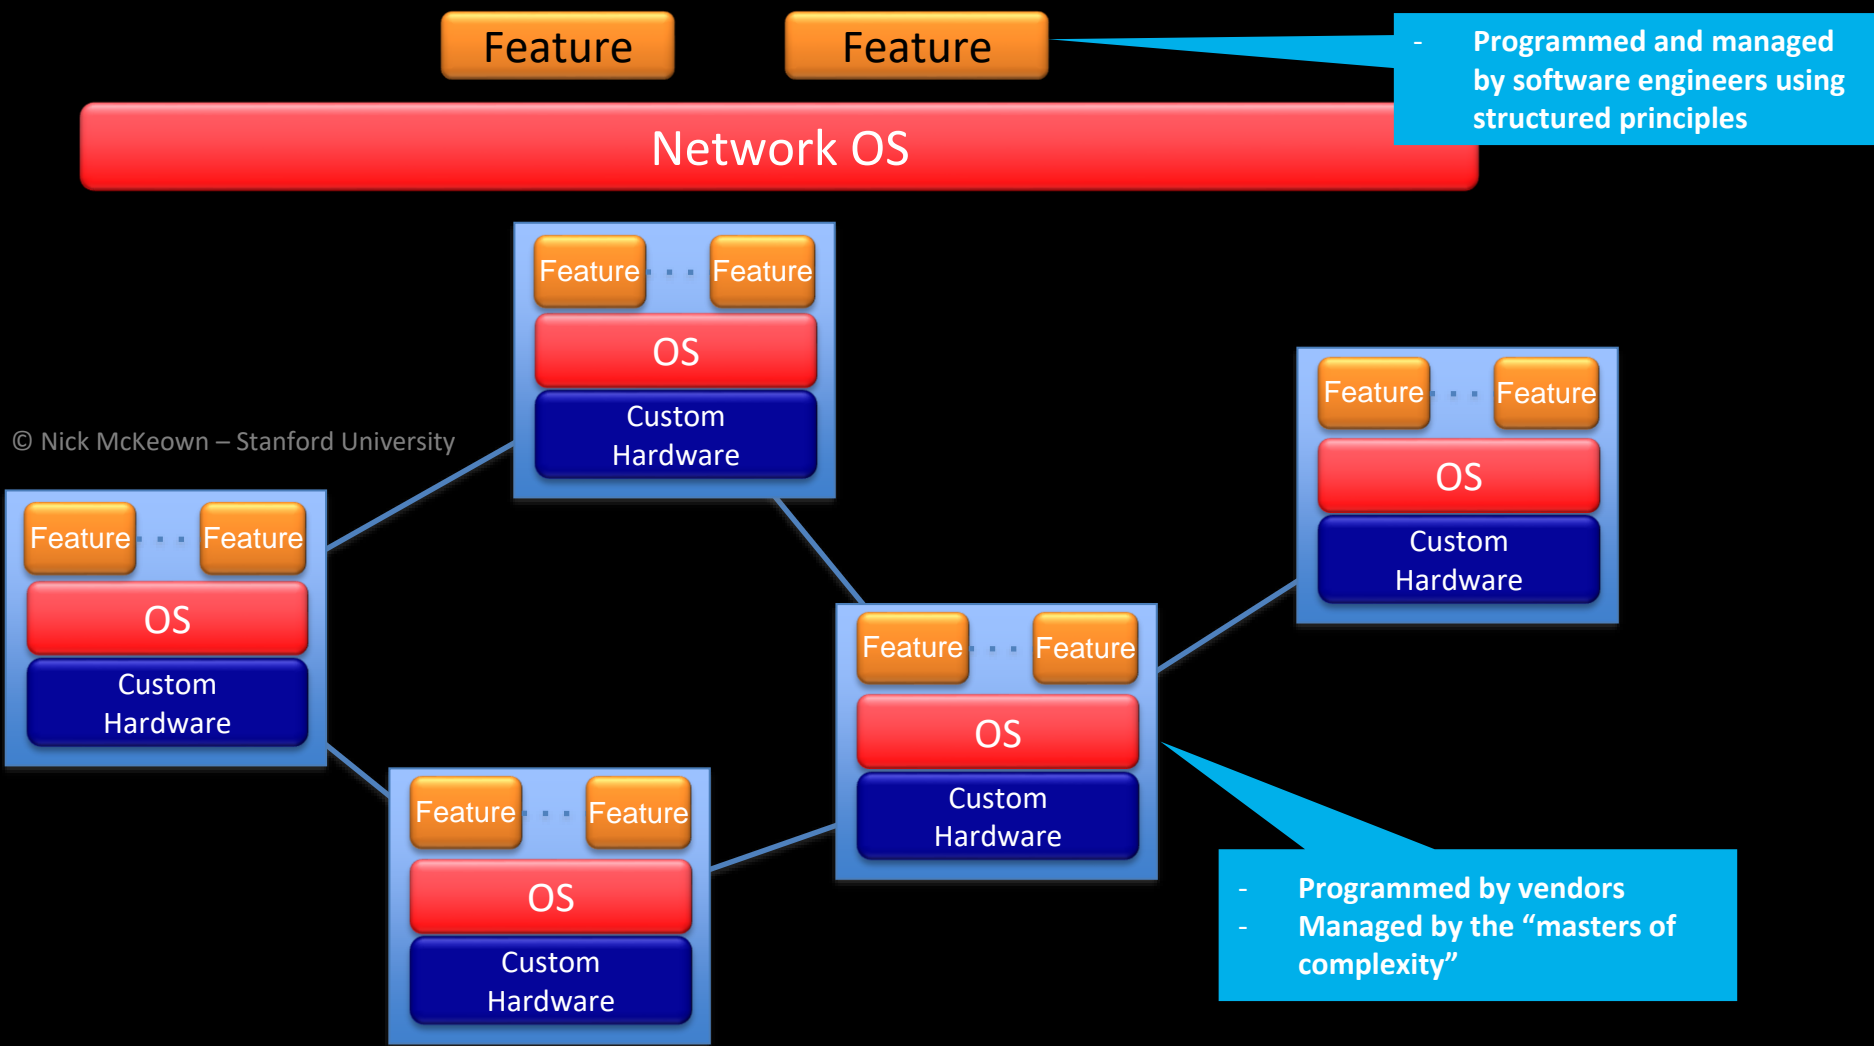 Feature
Feature
- Programmed and managed
by software engineers using
structured principles
Network OS
Feature . . . Feature
OS
Custom
Hardware
Feature . . . Feature
OS
Custom
Hardware
© Nick McKeown – Stanford University
Feature . . . Feature
OS
Custom
Hardware
Feature . . . Feature
OS
Custom
Hardware
Feature . . . Feature
OS
Custom
Hardware
- Programmed by vendors
- Managed by the “masters of
complexity”